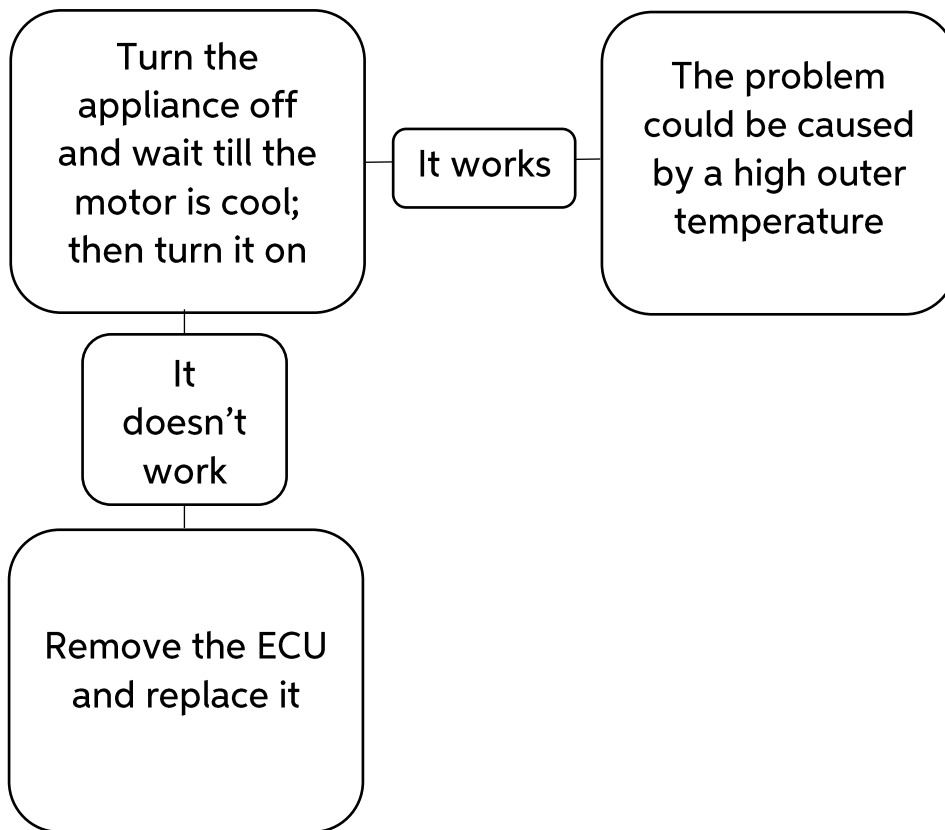 Turn the
appliance off
and wait till the
motor is cool;
then turn it on
It works
The problem
could be caused
by a high outer
temperature
It
doesn’t
work
Remove the ECU
and replace it